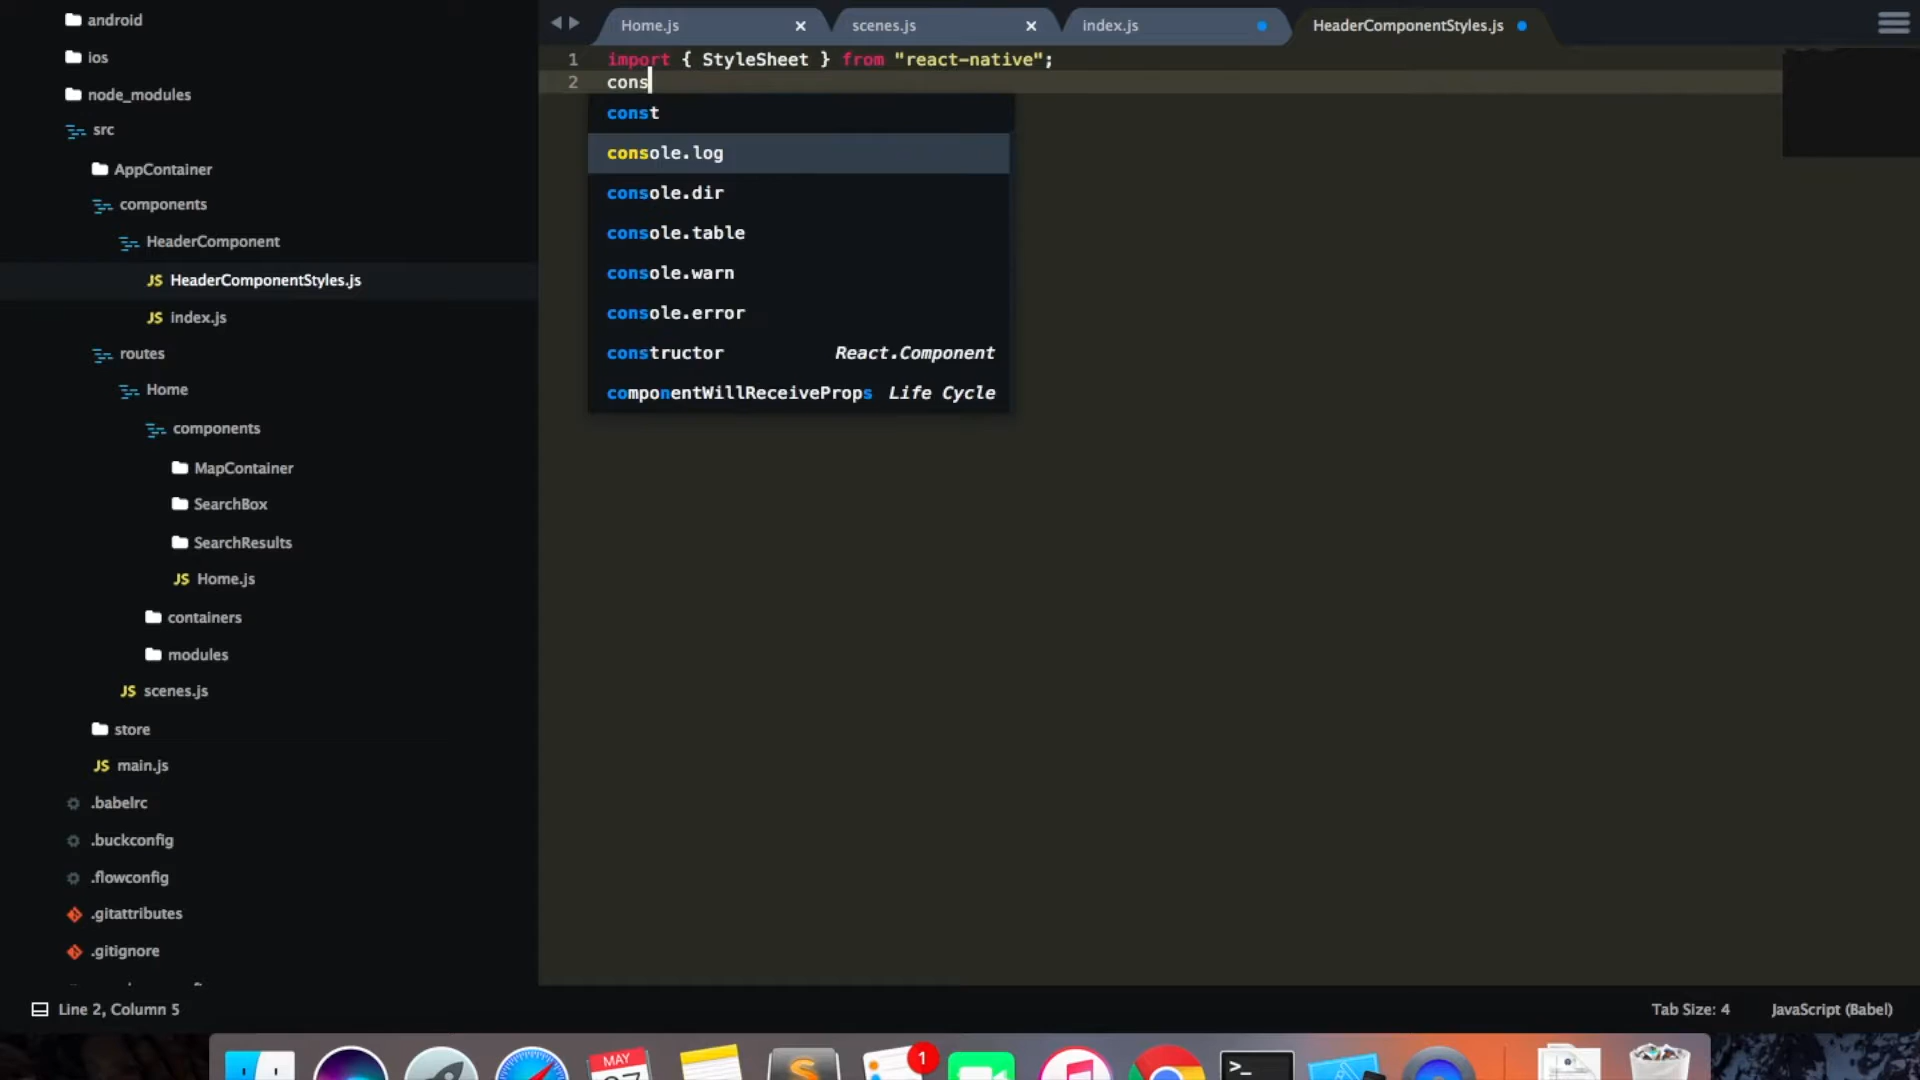 android
ios
node_modules
src
AppContainer
components
HeaderComponent
JS HeaderComponentStyles.js
JS index.js
routes
Home
components
MapContainer
SearchBox
SearchResults
JS Home.js
containers
modules
JS scenes.js
store
JS main.js
.babelrc
.buckconfig
.flowconfig
.gitattributes
.gitignore
Home.js
scenes.js
index.js
HeaderComponentStyles.js
1 import { StyleSheet } from "react-native";
2 cons
const
console.log
console.dir
console.table
console.warn
console.error
constructor React.Component
componentWillReceiveProps Life Cycle
Line 2, Column 5
Tab Size: 4
JavaScript (Babel)
MAY
1
>_